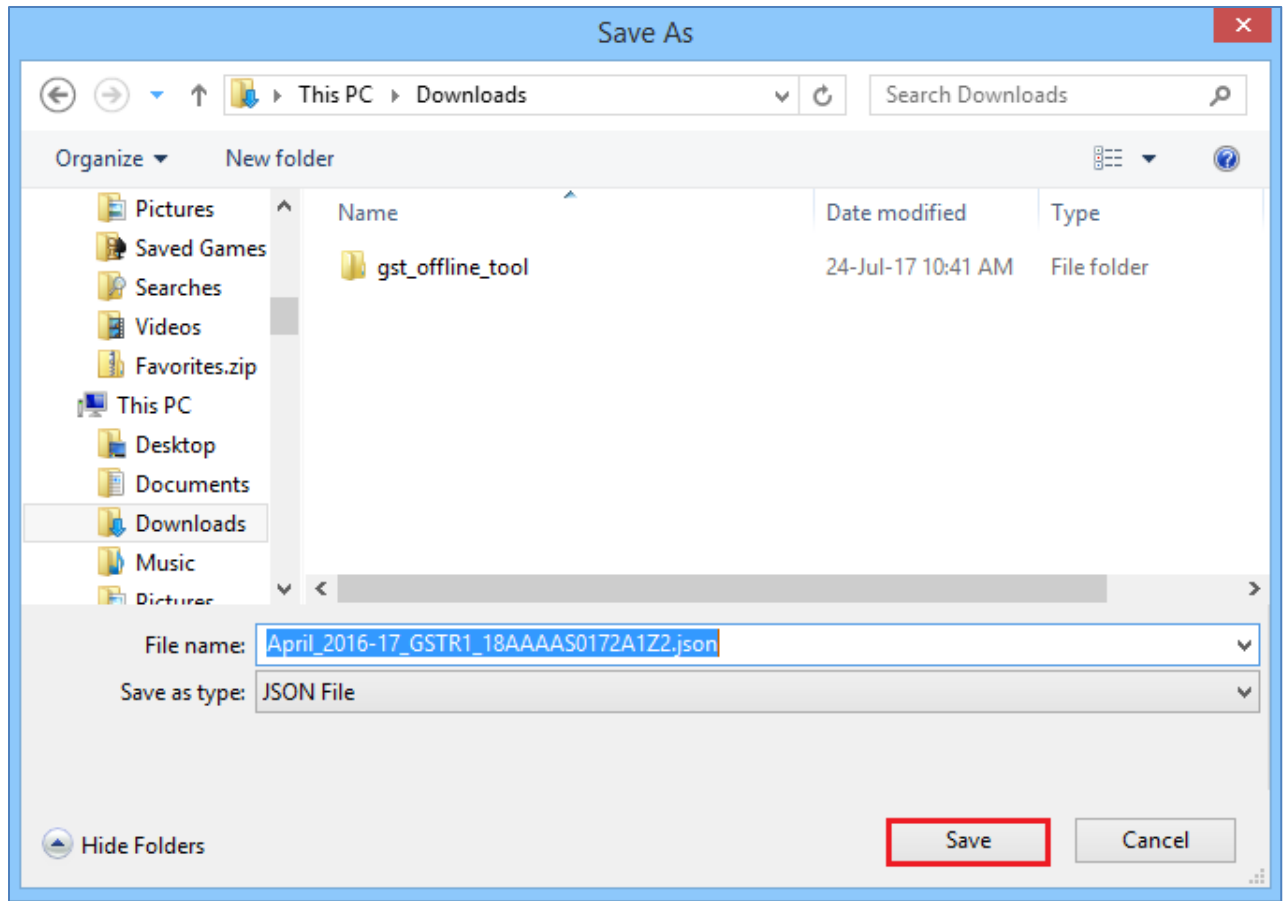 Save As
This PC Downloads
Search Downloads
Organize
New folder
Pictures
Saved Games
Searches
Videos
Favorites.zip
This PC
Desktop
Documents
Downloads
Music
Pictures
Name Date modified Type
gst_offline_tool 24-Jul-17 10:41 AM File folder
File name: April_2016-17_GSTR1_18AAAAS0172A1Z2.json
Save as type: JSON File
Hide Folders
Save
Cancel